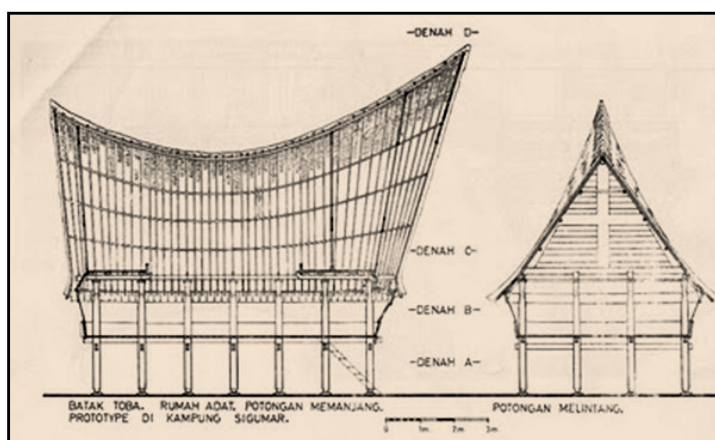 -DENAH D-
-DENAH C-
-DENAH B-
-DENAH A-
BATAK TOBA. RUMAH ADAT. POTONGAN MEMANJANG.
PROTOTYPE DI KAMPUNG SIGUMAR.
POTONGAN MELINTANG.
0 1m 2m 3m